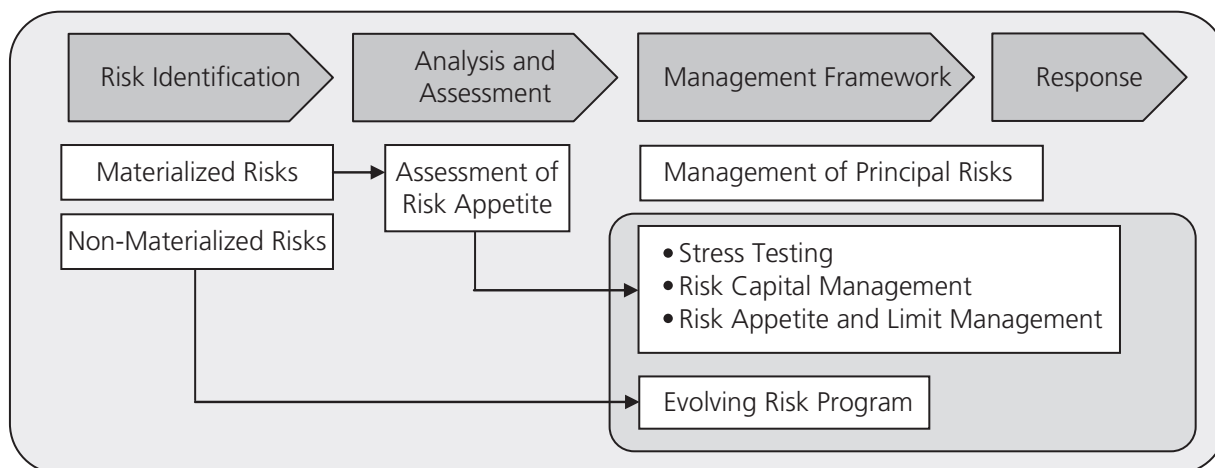 Risk Identification
Analysis and
Assessment
Management Framework
Response
Materialized Risks
Assessment of
Risk Appetite
Management of Principal Risks
Non-Materialized Risks
• Stress Testing
• Risk Capital Management
• Risk Appetite and Limit Management
Evolving Risk Program